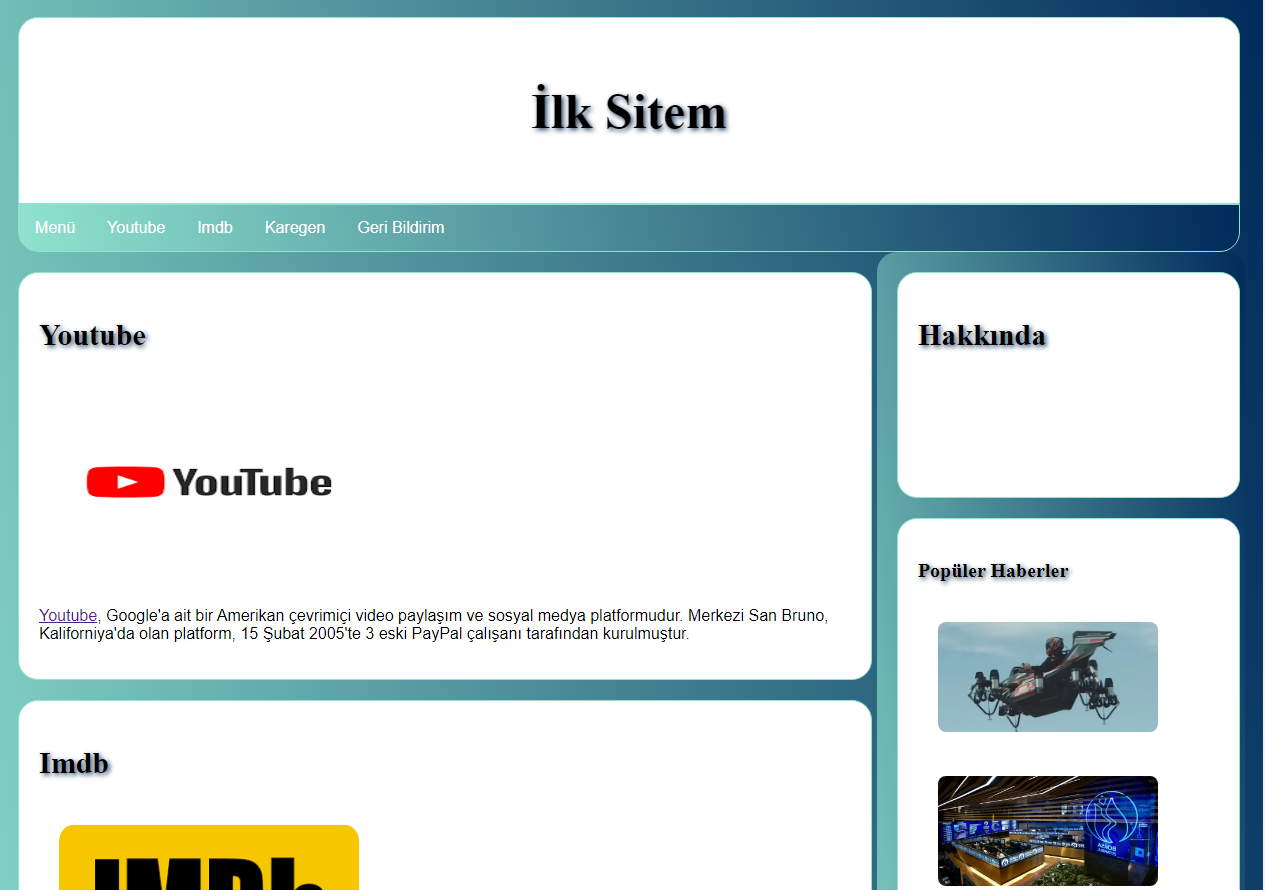 İlk Sitem
Menü Youtube Imdb Karegen Geri Bildirim
Youtube
YouTube
Youtube, Google'a ait bir Amerikan çevrimiçi video paylaşım ve sosyal medya platformudur. Merkezi San Bruno,
Kaliforniya'da olan platform, 15 Şubat 2005'te 3 eski PayPal çalışanı tarafından kurulmuştur.
Imdb
IMDb
Hakkında
Popüler Haberler